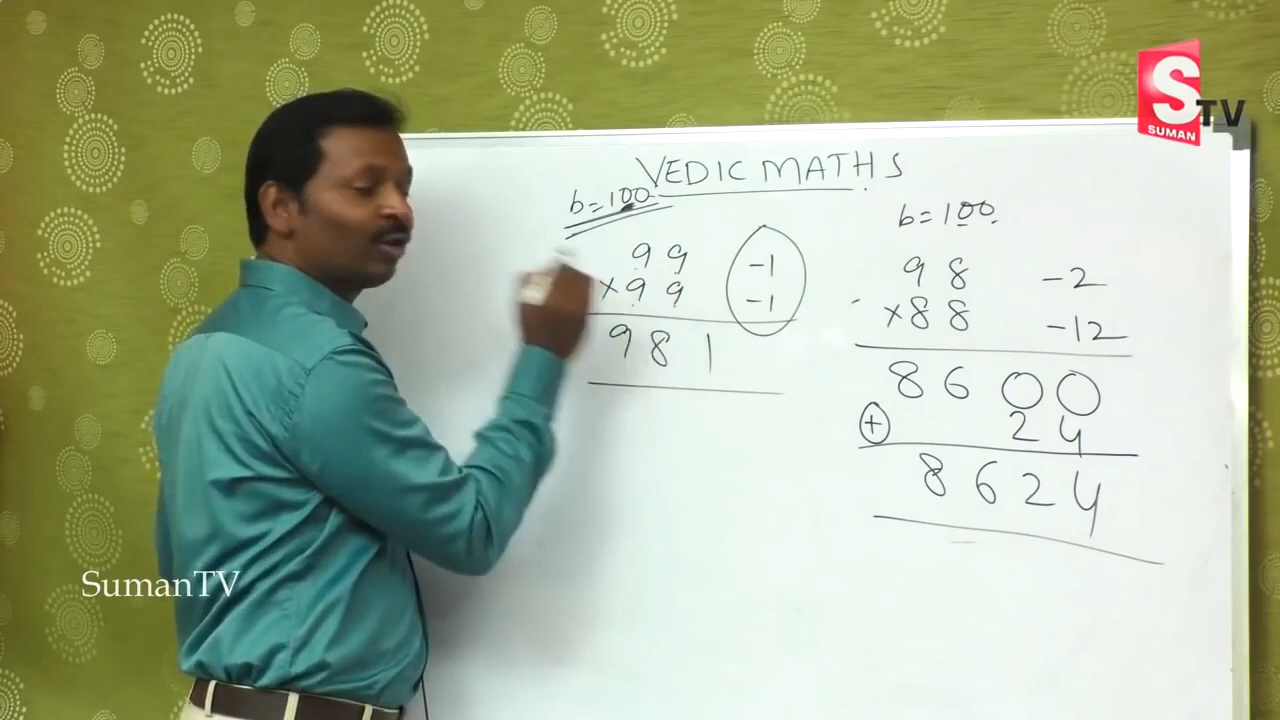 S TV
SUMAN
VEDIC MATHS
b=100
99 -1
×99 -1
981
b=100
98 -2
×88 -12
8600
+ 24
8624
SumanTV